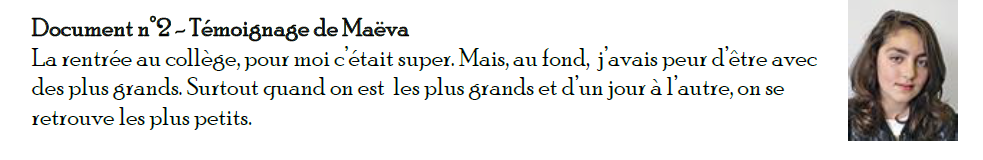 Document n°2 - Témoignage de Maëva
La rentrée au collège, pour moi c'était super. Mais, au fond, j'avais peur d'être avec
des plus grands. Surtout quand on est les plus grands et d'un jour à l'autre, on se
retrouve les plus petits.